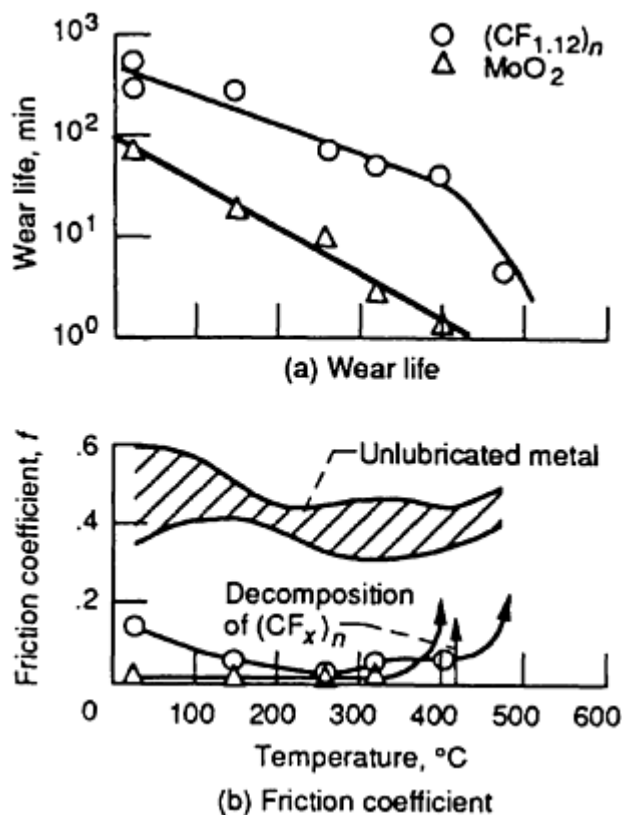 10³
(CF₁.₁₂)ₙ
MoO₂
10²
10¹
10⁰
Wear life, min
(a) Wear life
.6
Unlubricated metal
.4
.2
Decomposition
of (CFₓ)ₙ
Friction coefficient, f
0 100 200 300 400 500 600
Temperature, °C
(b) Friction coefficient